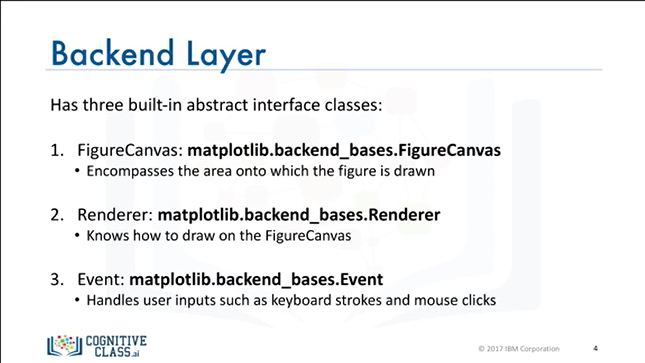 Backend Layer
Has three built-in abstract interface classes:
1. FigureCanvas: matplotlib.backend_bases.FigureCanvas
• Encompasses the area onto which the figure is drawn
2. Renderer: matplotlib.backend_bases.Renderer
• Knows how to draw on the FigureCanvas
3. Event: matplotlib.backend_bases.Event
• Handles user inputs such as keyboard strokes and mouse clicks
COGNITIVE
CLASS.ai
© 2017 IBM Corporation
4